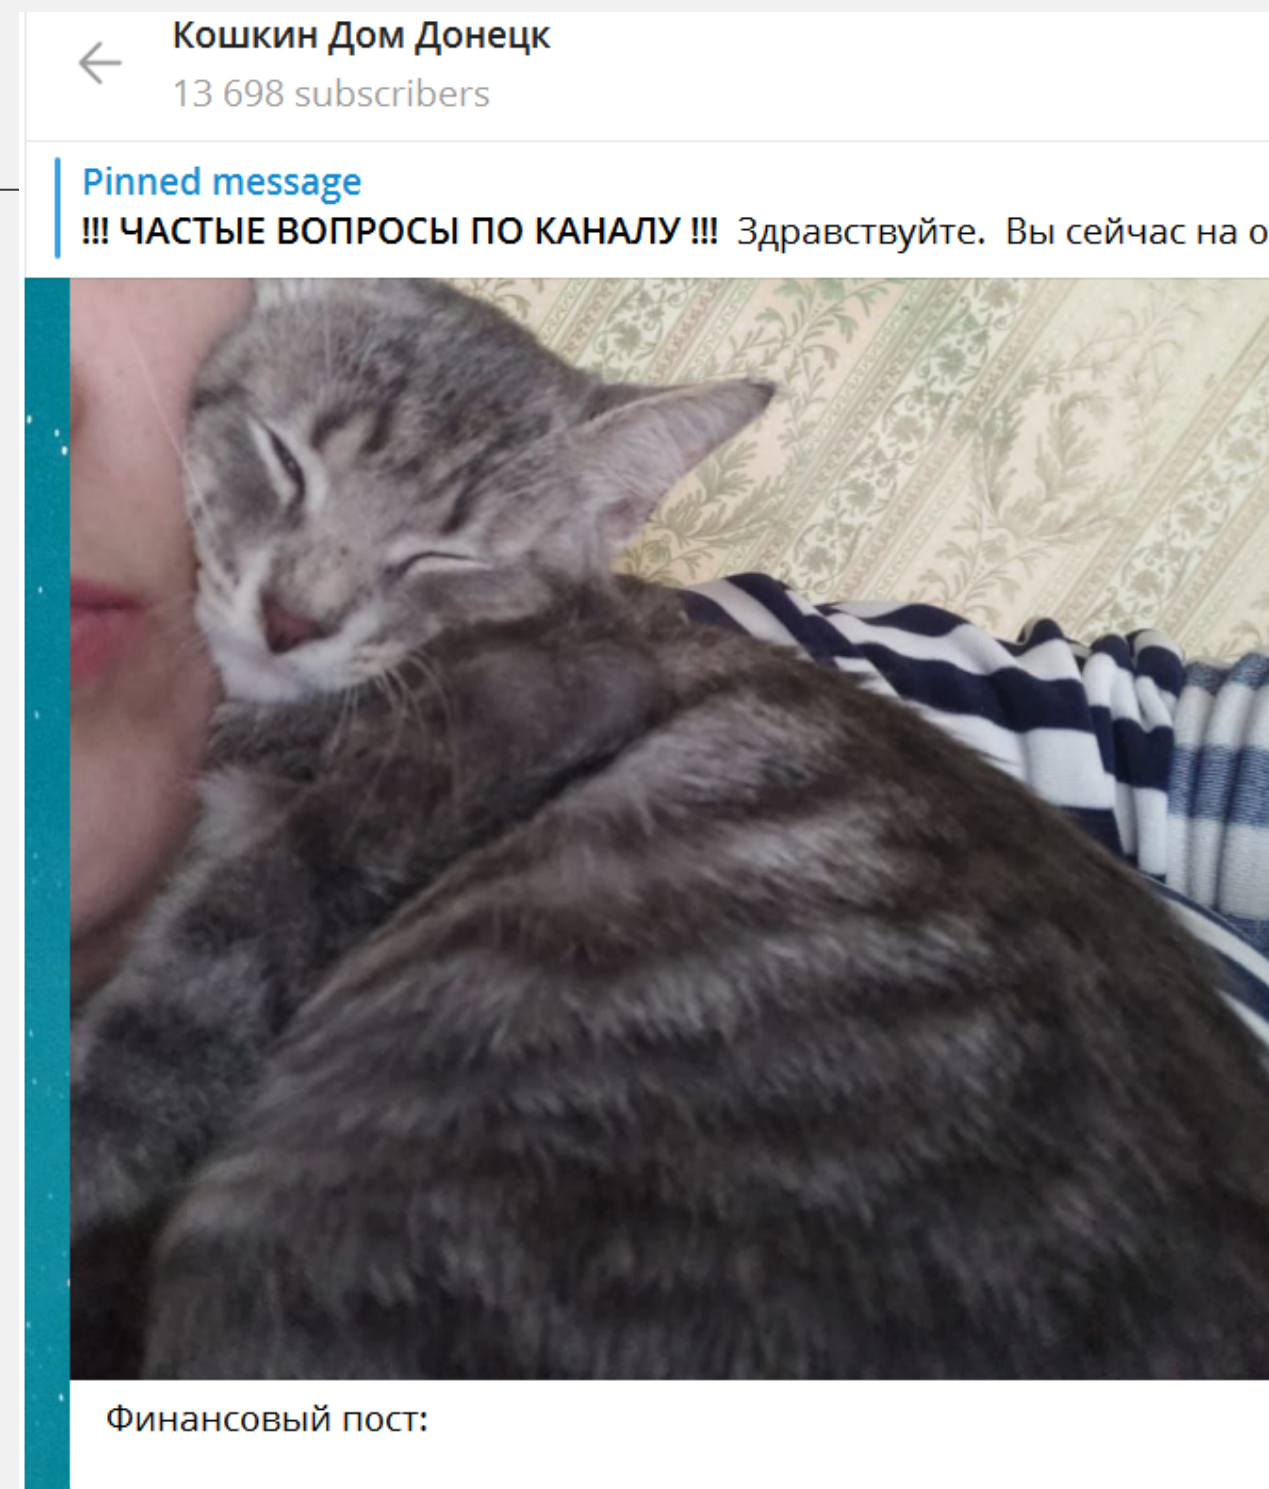 Кошкин Дом Донецк
13 698 subscribers
Pinned message
!!! ЧАСТЫЕ ВОПРОСЫ ПО КАНАЛУ !!! Здравствуйте. Вы сейчас на о
Финансовый пост: